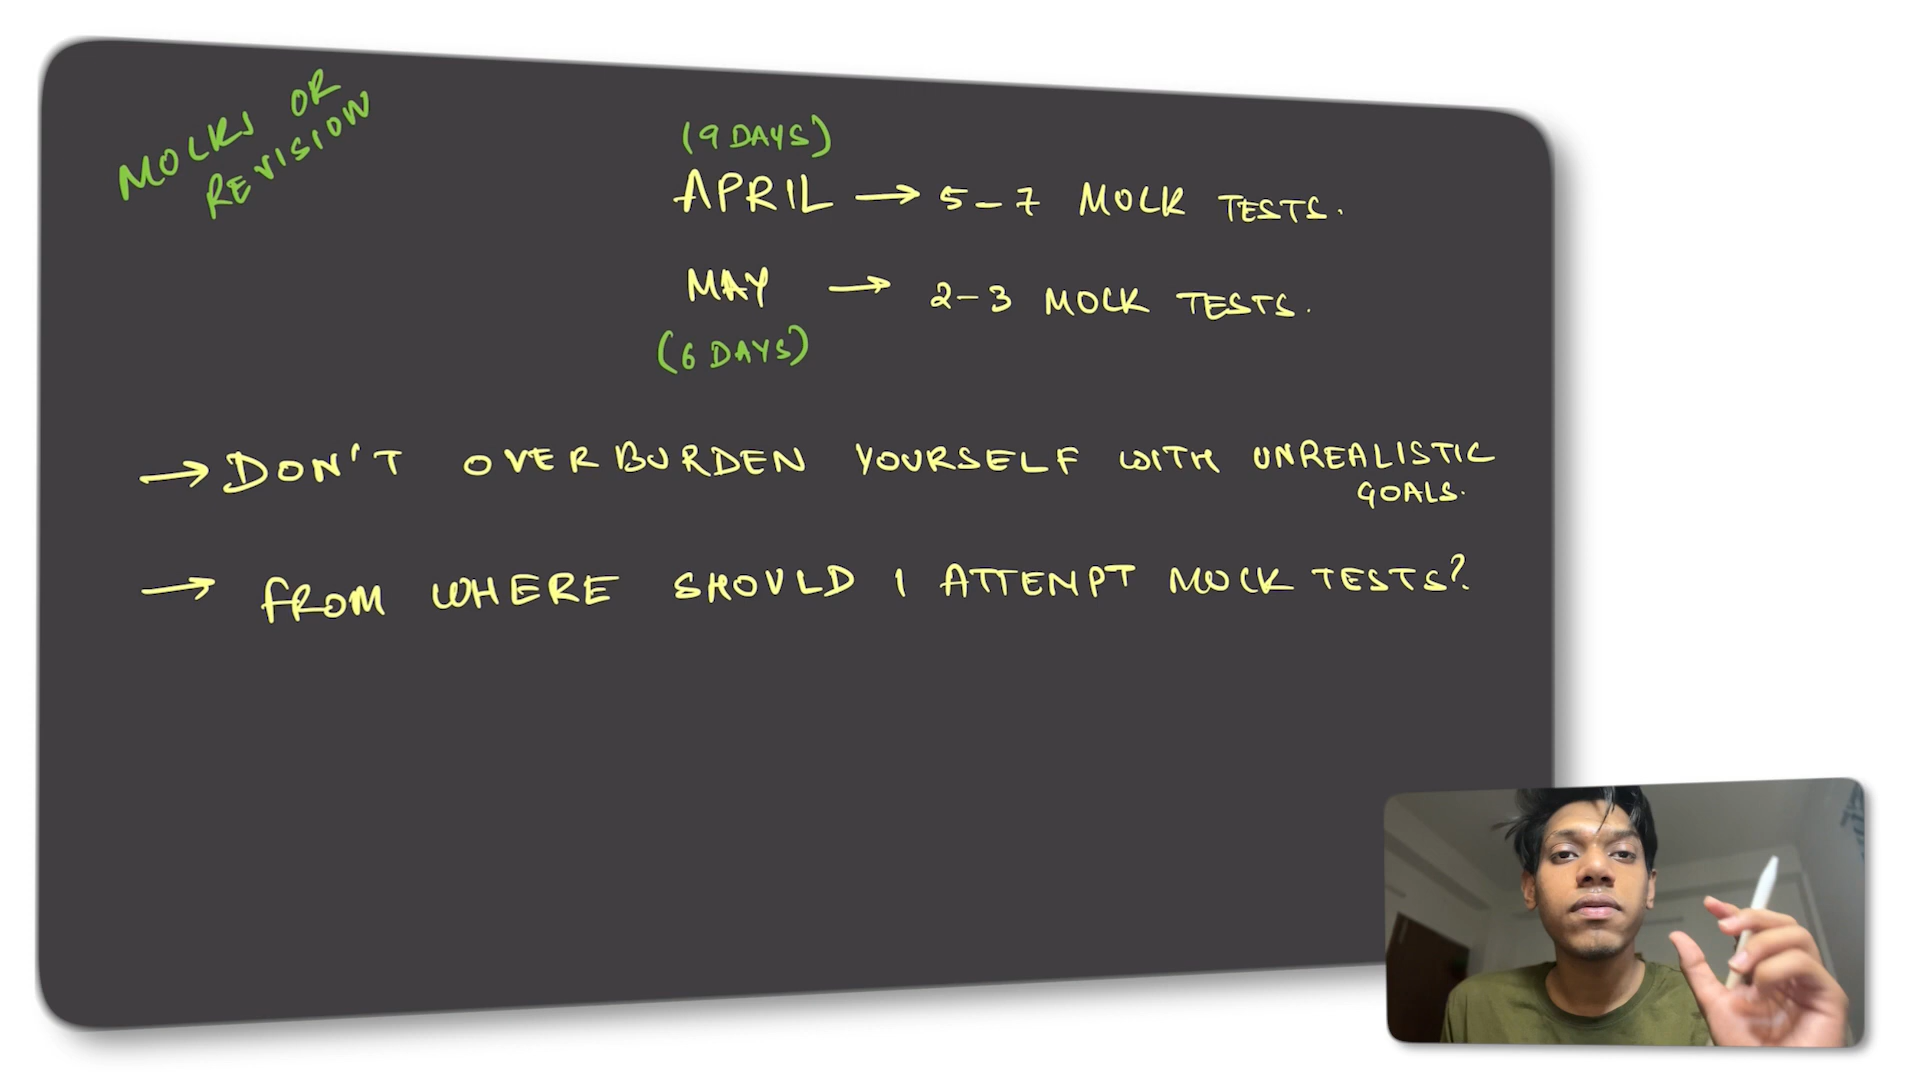 MOCKS OR
REVISION
(9 DAYS)
APRIL → 5-7 MOCK TESTS.
MAY → 2-3 MOCK TESTS.
(6 DAYS)
→ DON'T OVERBURDEN YOURSELF WITH UNREALISTIC
GOALS.
→ FROM WHERE SHOULD I ATTEMPT MOCK TESTS?